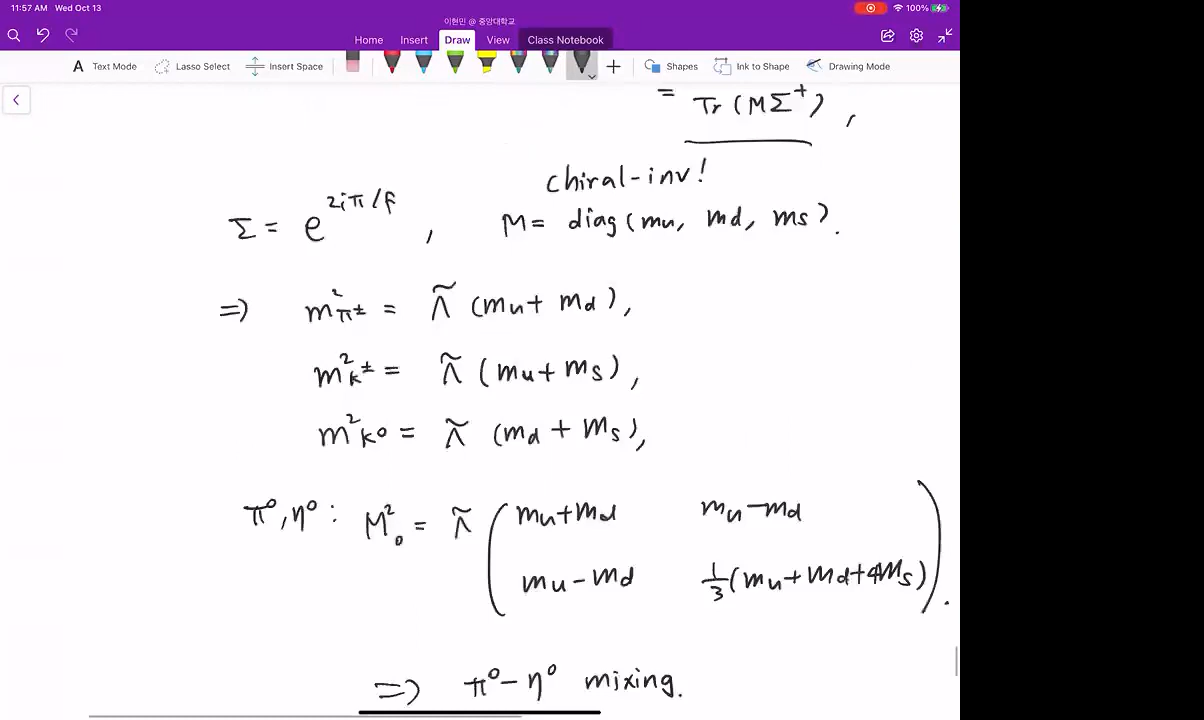 11:57 AM Wed Oct 13
100%
이현민 @ 중앙대학교
Home Insert Draw View Class Notebook
Text Mode Lasso Select Insert Space Shapes Ink to Shape Drawing Mode
= Tr (MΣ⁺) ,
chiral-inv!
Σ = e^{2iπ/f} , M = diag(mu, md, ms).
⇒ m²π± = Λ̃ (mu + md),
m²K± = Λ̃ (mu + ms),
m²K⁰ = Λ̃ (md + ms),
π⁰, η⁰ : M²₀ = Λ̃ ( mu+md mu-md
mu-md 1/3 (mu+md+4ms) ) .
⇒ π⁰-η⁰ mixing.